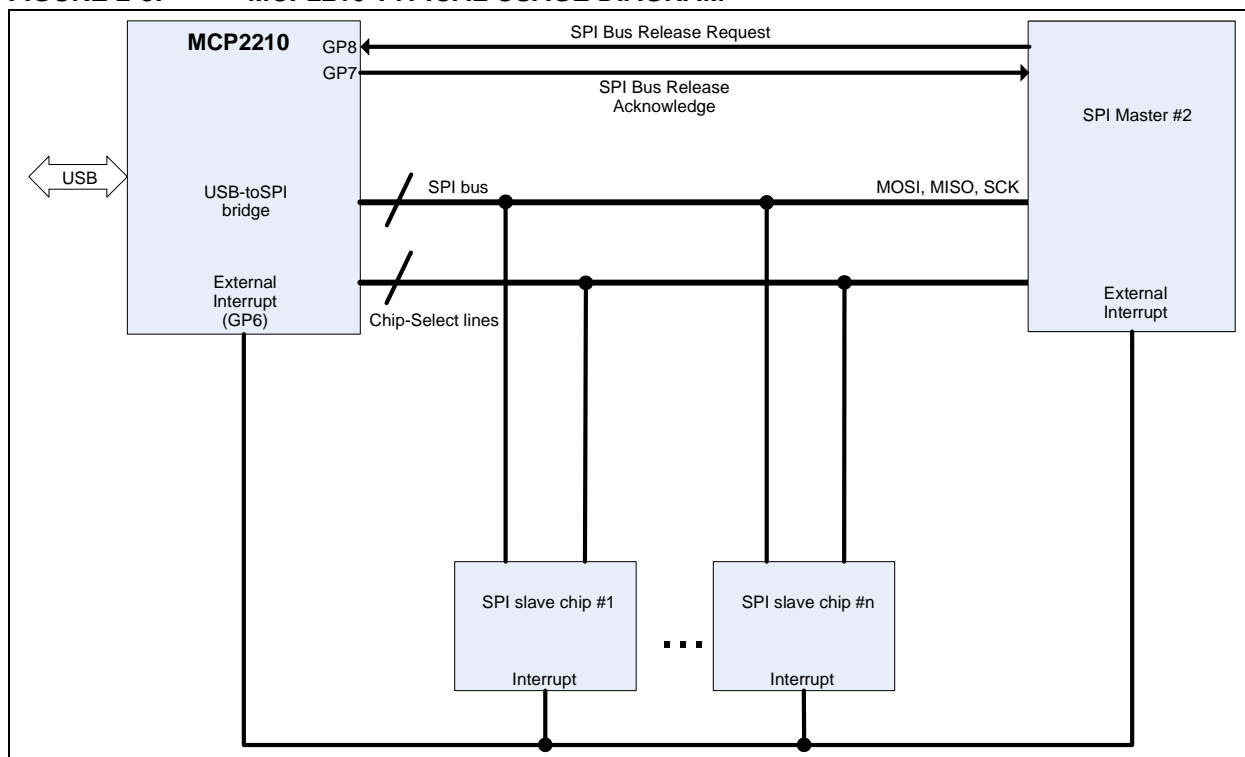 MCP2210
GP8
GP7
SPI Bus Release Request
SPI Bus Release
Acknowledge
SPI Master #2
USB
USB-toSPI
bridge
SPI bus
MOSI, MISO, SCK
External
Interrupt
(GP6)
Chip-Select lines
External
Interrupt
SPI slave chip #1
SPI slave chip #n
...
Interrupt
Interrupt